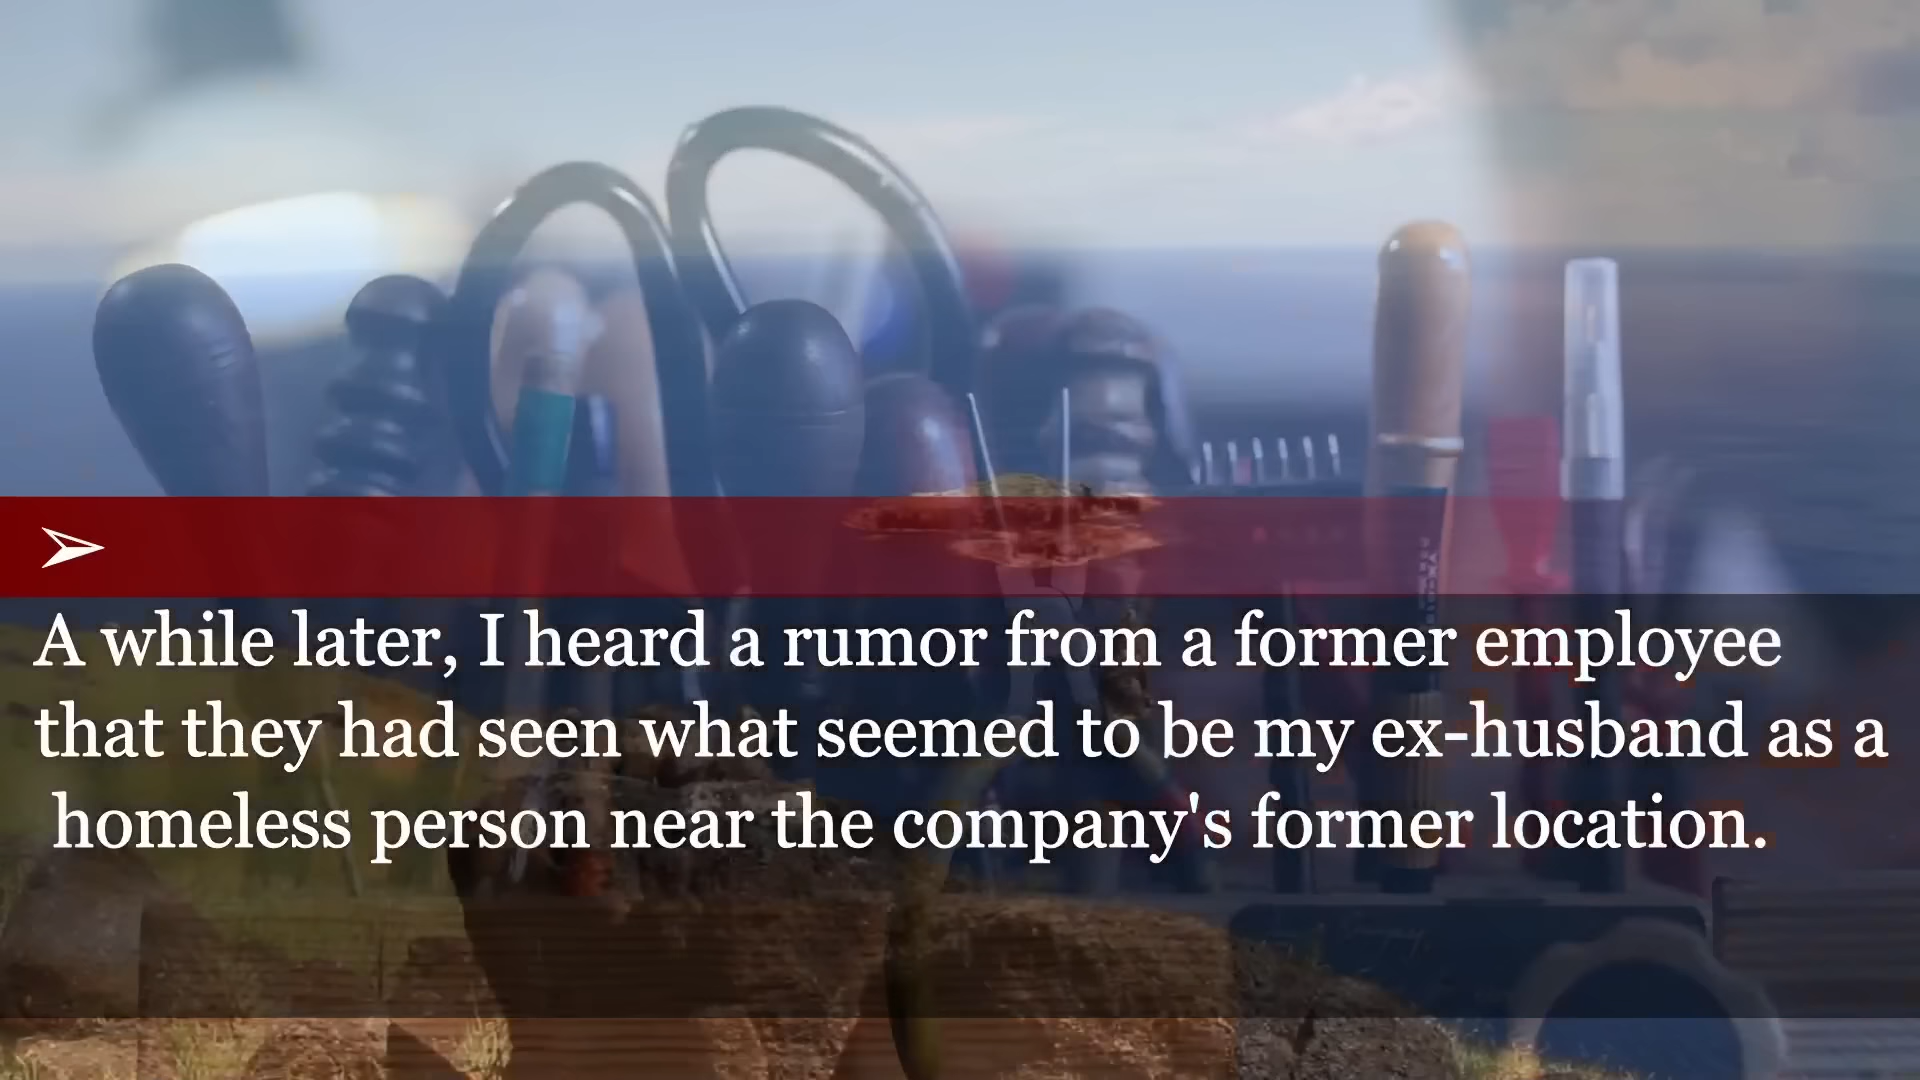 A while later, I heard a rumor from a former employee
that they had seen what seemed to be my ex-husband as a
homeless person near the company's former location.